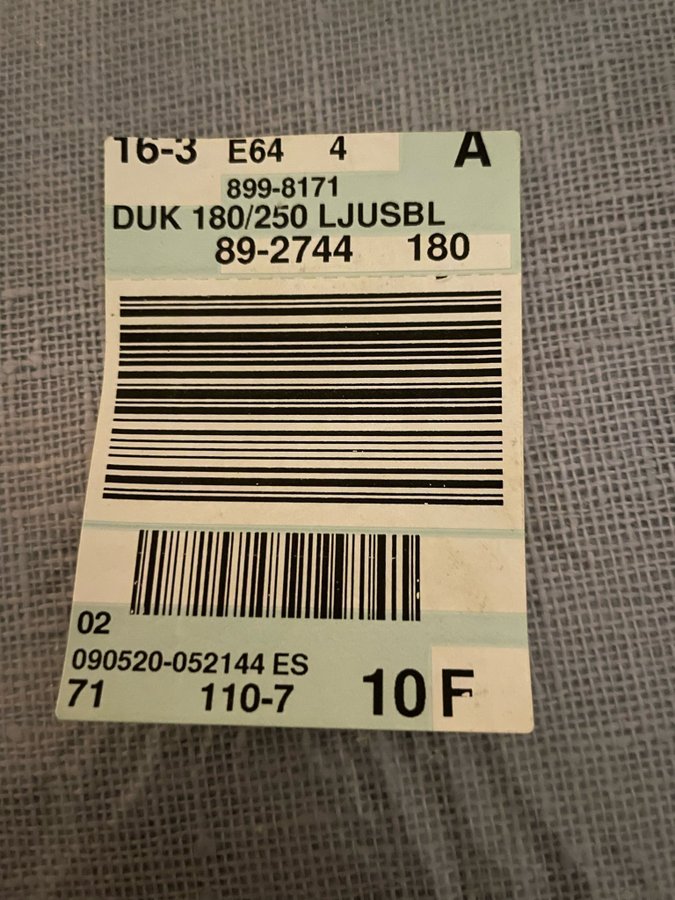 16-3 E64 4 A
899-8171
DUK 180/250 LJUSBL
89-2744 180
02
090520-052144 ES
71 110-7 10 F